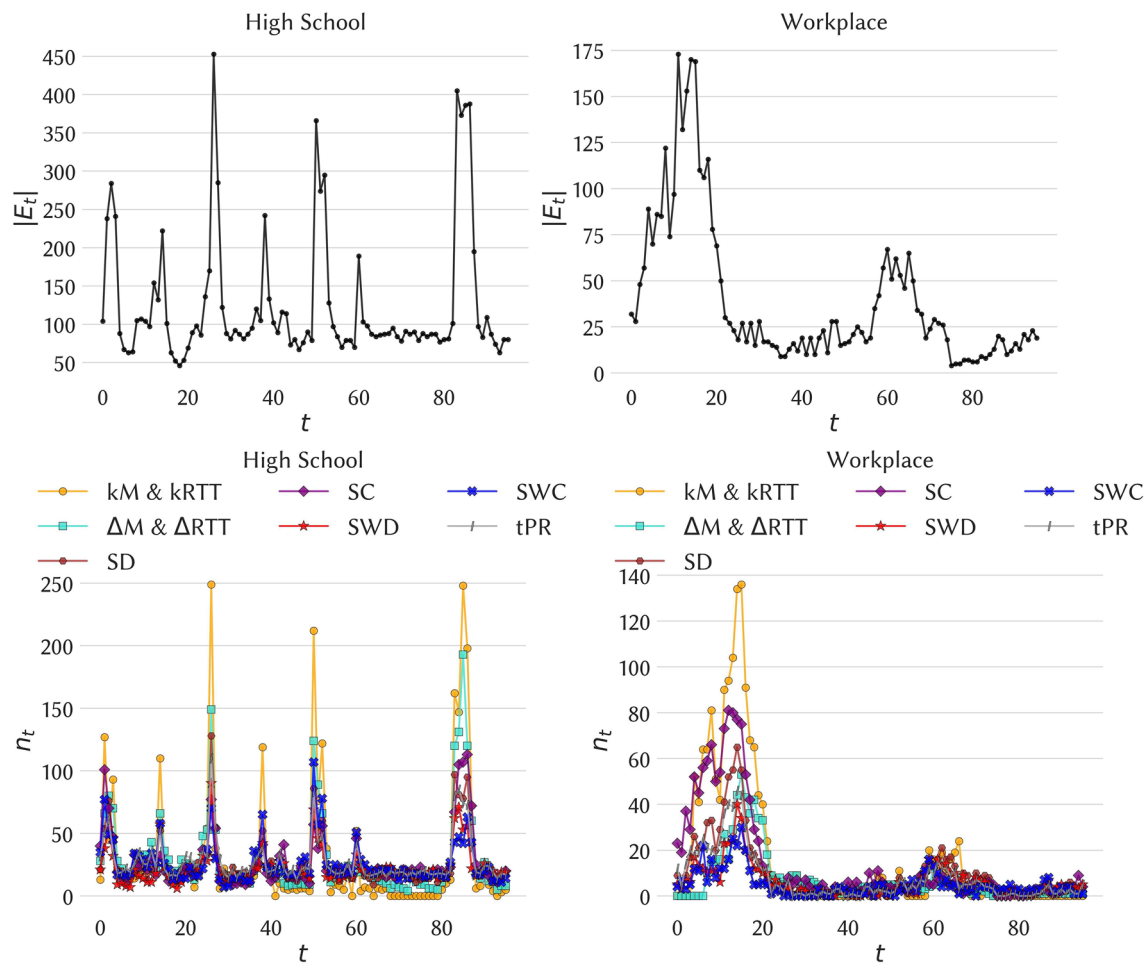 High School
|E_t|
450
400
350
300
250
200
150
100
50
0 20 40 60 80
t
Workplace
|E_t|
175
150
125
100
75
50
25
0
0 20 40 60 80
t
High School
kM & kRTT SC SWC
ΔM & ΔRTT SWD tPR
SD
n_t
250
200
150
100
50
0
0 20 40 60 80
t
Workplace
kM & kRTT SC SWC
ΔM & ΔRTT SWD tPR
SD
n_t
140
120
100
80
60
40
20
0
0 20 40 60 80
t